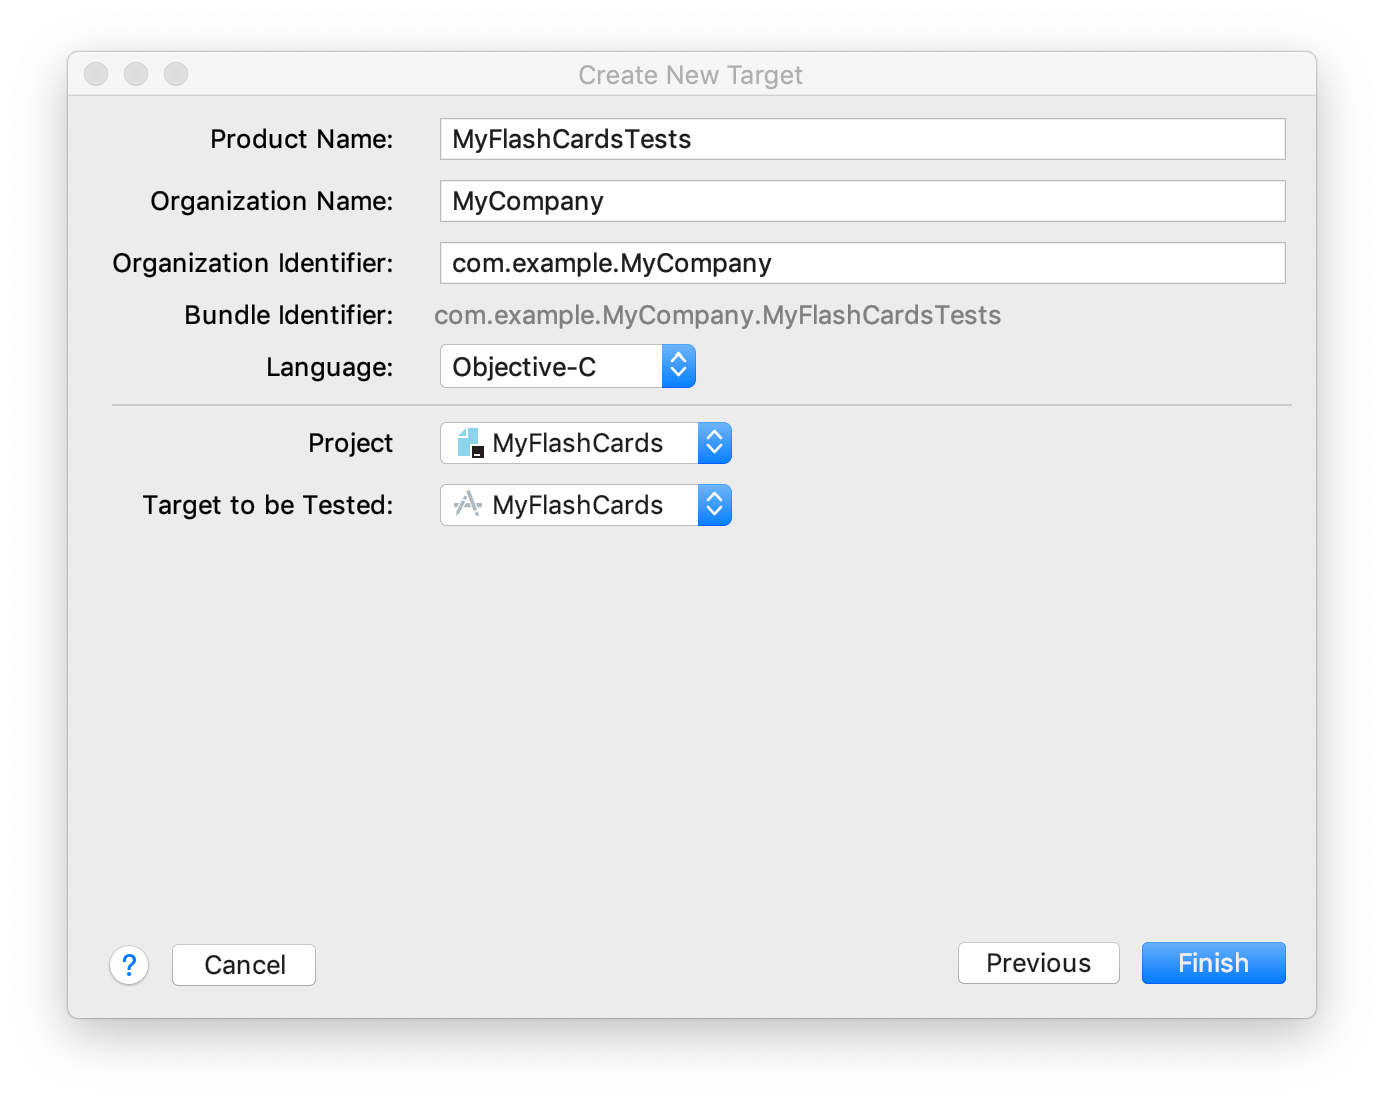 Create New Target
Product Name: MyFlashCardsTests
Organization Name: MyCompany
Organization Identifier: com.example.MyCompany
Bundle Identifier: com.example.MyCompany.MyFlashCardsTests
Language: Objective-C
Project MyFlashCards
Target to be Tested: MyFlashCards
? Cancel Previous Finish